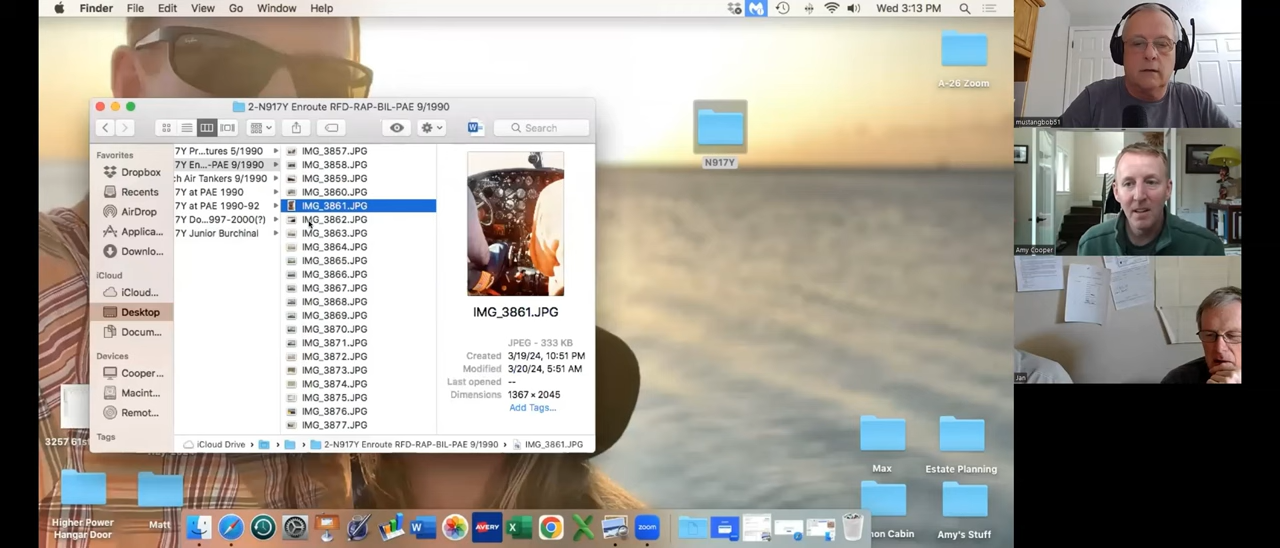 Finder File Edit View Go Window Help
Wed 3:13 PM
A-26 Zoom
2-N917Y Enroute RFD-RAP-BIL-PAE 9/1990
Search
N917Y
Favorites
Dropbox
Recents
AirDrop
Applica...
Downlo...
iCloud
iCloud...
Desktop
Docum...
Devices
Cooper...
Macint...
Remot...
Tags
7Y Pr...tures 5/1990
7Y En...-PAE 9/1990
ch Air Tankers 9/1990
7Y at PAE 1990
7Y at PAE 1990-92
7Y Do...997-2000(?)
7Y Junior Burchinal
IMG_3857.JPG
IMG_3858.JPG
IMG_3859.JPG
IMG_3860.JPG
IMG_3861.JPG
IMG_3862.JPG
IMG_3863.JPG
IMG_3864.JPG
IMG_3865.JPG
IMG_3866.JPG
IMG_3867.JPG
IMG_3868.JPG
IMG_3869.JPG
IMG_3870.JPG
IMG_3871.JPG
IMG_3872.JPG
IMG_3873.JPG
IMG_3874.JPG
IMG_3875.JPG
IMG_3876.JPG
IMG_3877.JPG
IMG_3861.JPG
JPEG - 333 KB
Created 3/19/24, 10:51 PM
Modified 3/20/24, 5:51 AM
Last opened --
Dimensions 1367 × 2045
Add Tags...
iCloud Drive
2-N917Y Enroute RFD-RAP-BIL-PAE 9/1990
IMG_3861.JPG
3257 61s
Higher Power
Hangar Door
Matt
Max
Estate Planning
non Cabin
Amy's Stuff
AVERY
zoom
mustangbob51
Amy Cooper
Jan